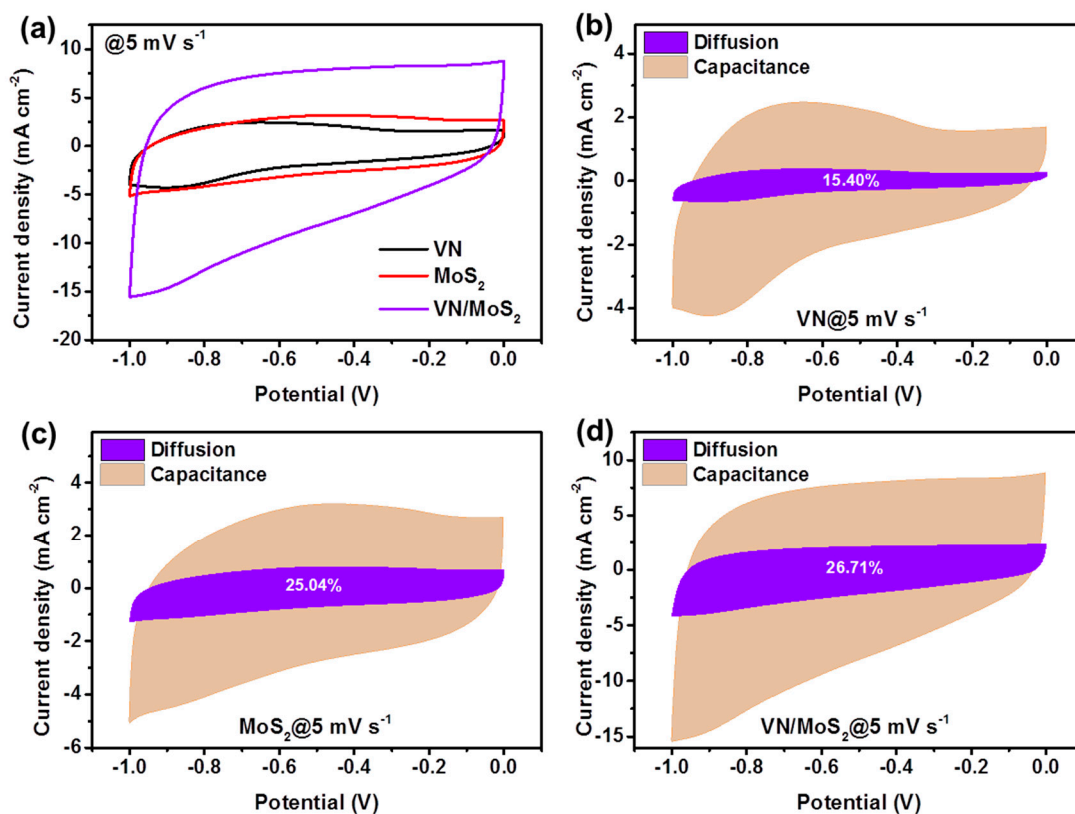 (a)
@5 mV s⁻¹
Current density (mA cm⁻²)
10
5
0
-5
-10
-15
-20
VN
MoS₂
VN/MoS₂
-1.0 -0.8 -0.6 -0.4 -0.2 0.0
Potential (V)
(b)
Diffusion
Capacitance
Current density (mA cm⁻²)
4
2
0
-2
-4
15.40%
VN@5 mV s⁻¹
-1.0 -0.8 -0.6 -0.4 -0.2 0.0
Potential (V)
(c)
Diffusion
Capacitance
Current density (mA cm⁻²)
4
2
0
-2
-4
-6
25.04%
MoS₂@5 mV s⁻¹
-1.0 -0.8 -0.6 -0.4 -0.2 0.0
Potential (V)
(d)
Diffusion
Capacitance
Current density (mA cm⁻²)
10
5
0
-5
-10
-15
26.71%
VN/MoS₂@5 mV s⁻¹
-1.0 -0.8 -0.6 -0.4 -0.2 0.0
Potential (V)